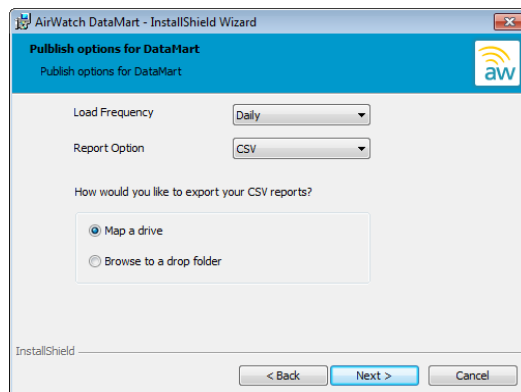 AirWatch DataMart - InstallShield Wizard
Pulblish options for DataMart
Publish options for DataMart
aw
Load Frequency
Daily
Report Option
CSV
How would you like to export your CSV reports?
Map a drive
Browse to a drop folder
InstallShield
< Back
Next >
Cancel